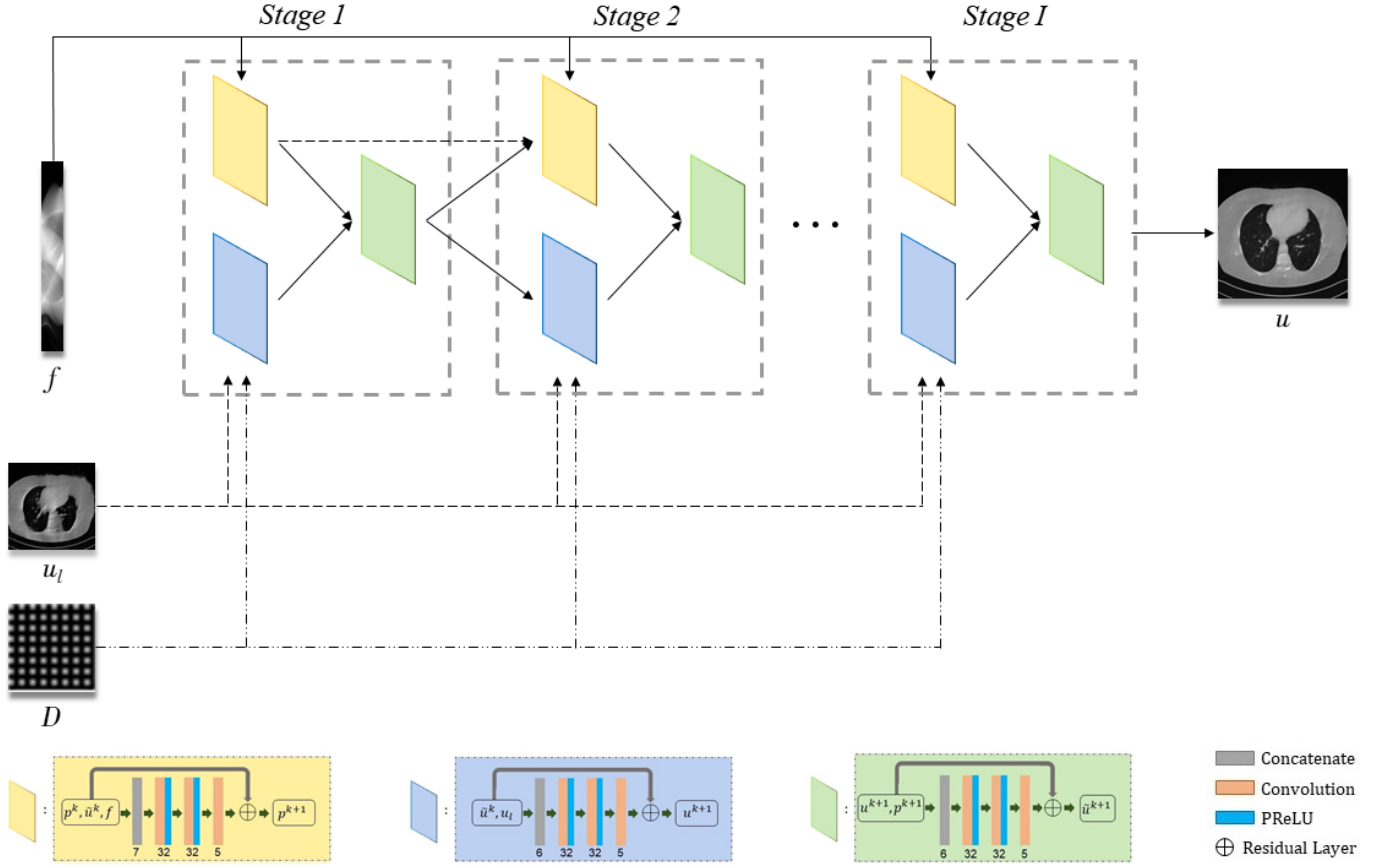 Stage 1
Stage 2
Stage I
f
u
u_l
D
. . .
: p^k, ũ^k, f p^{k+1}
7 32 32 5
: ũ^k, u_l u^{k+1}
6 32 32 5
: u^{k+1}, p^{k+1} ũ^{k+1}
6 32 32 5
Concatenate
Convolution
PReLU
Residual Layer